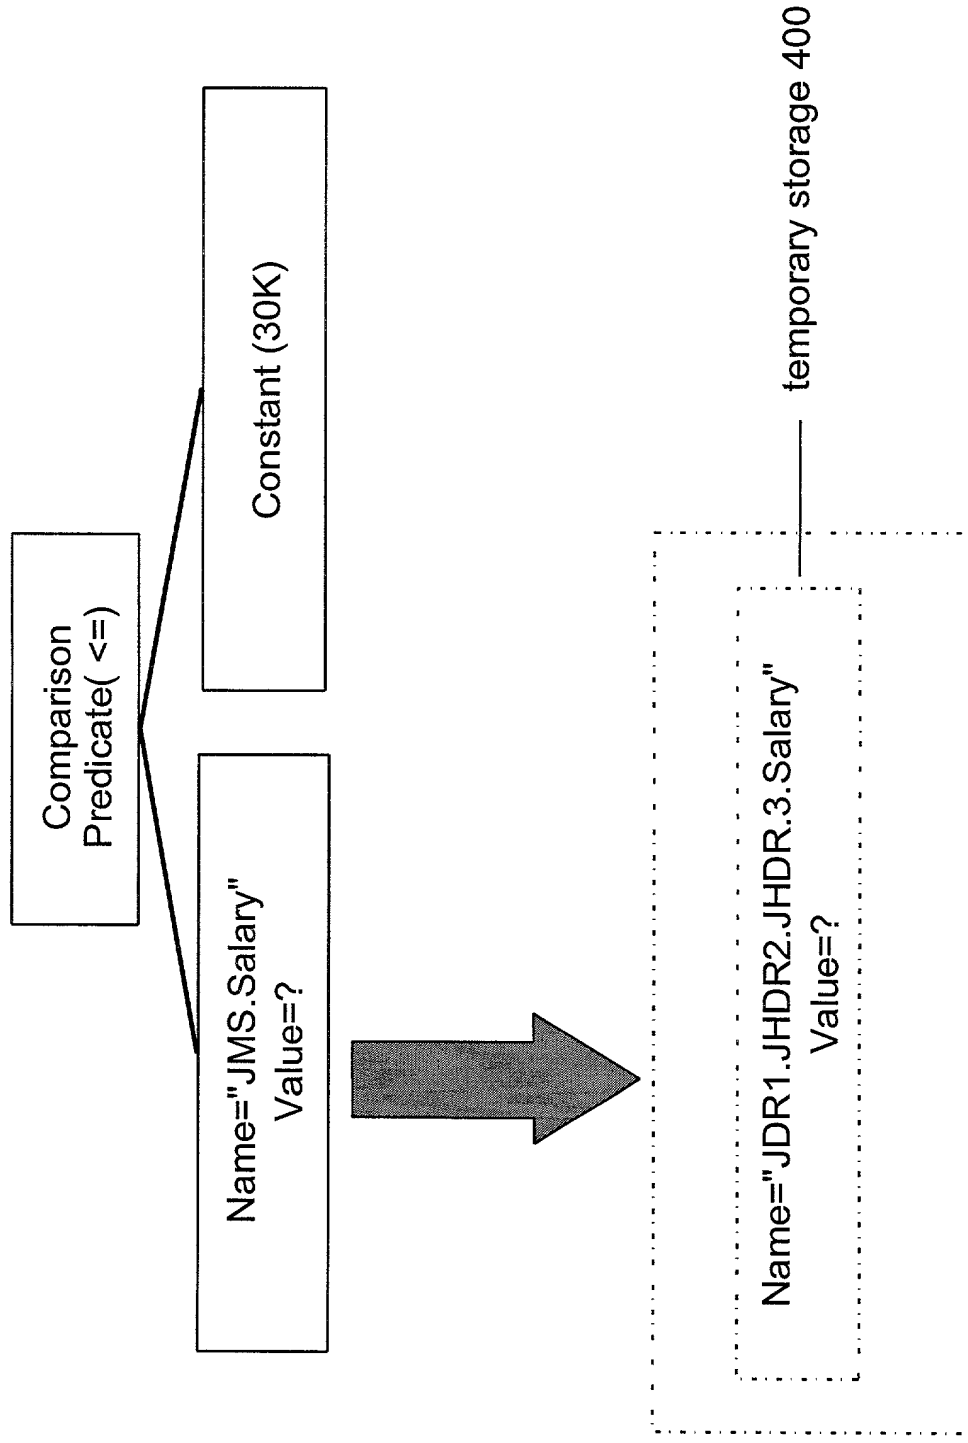 Comparison
Predicate( <=)
Name="JMS.Salary"
Value=?
Constant (30K)
Name="JDR1.JHDR2.JHDR.3.Salary"
Value=?
temporary storage 400